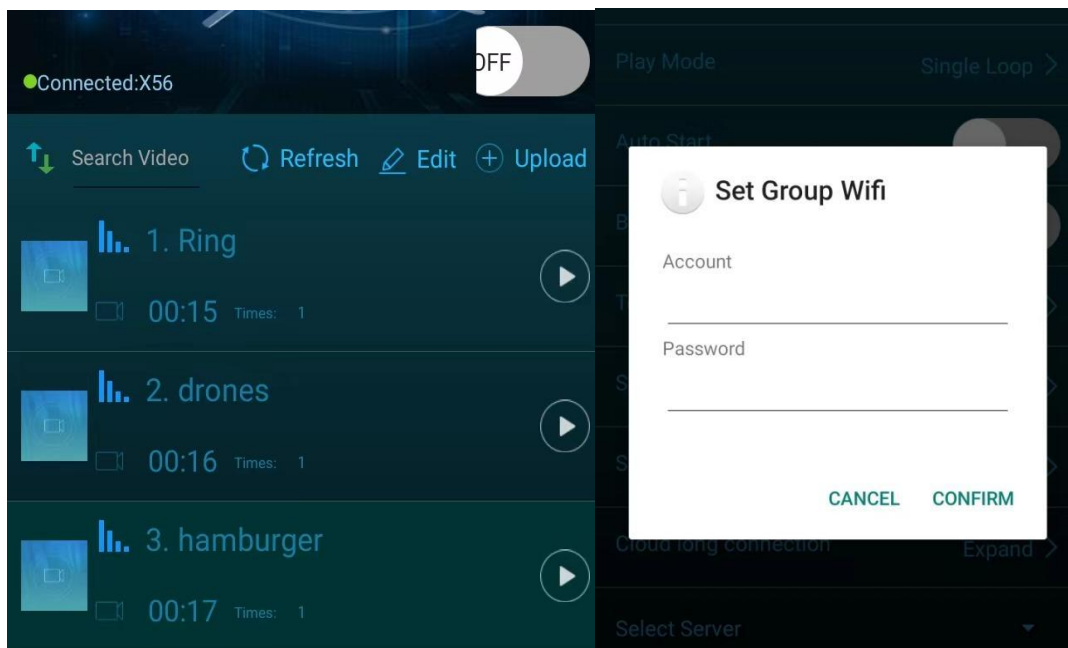 OFF
Connected:X56
Search Video
Refresh
Edit
Upload
1. Ring
00:15 Times: 1
2. drones
00:16 Times: 1
3. hamburger
00:17 Times: 1
Play Mode Single Loop
Auto Start
B
Set Group Wifi
Account
T
Password
S
S
CANCEL CONFIRM
Cloud long connection Expand
Select Server